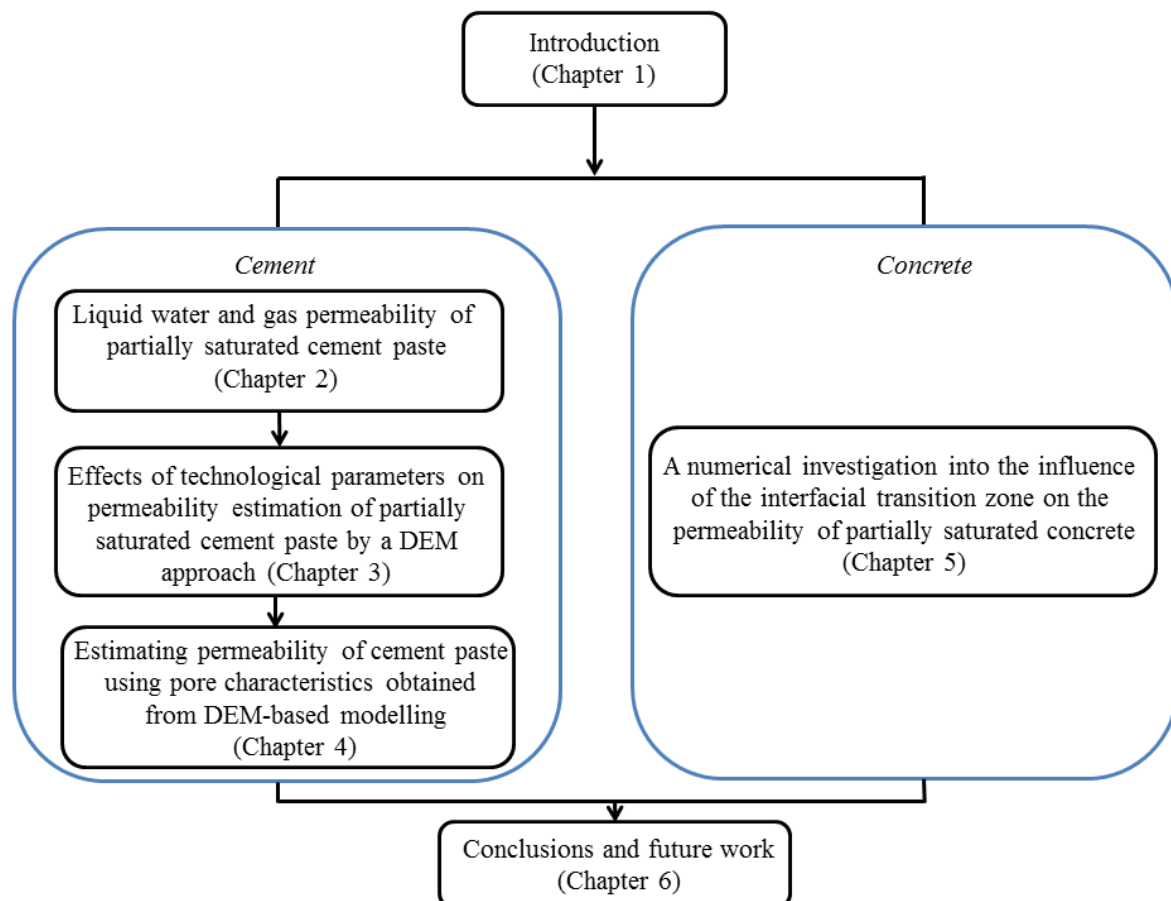 Introduction
(Chapter 1)
Cement
Liquid water and gas permeability of
partially saturated cement paste
(Chapter 2)
Effects of technological parameters on
permeability estimation of partially
saturated cement paste by a DEM
approach (Chapter 3)
Estimating permeability of cement paste
using pore characteristics obtained
from DEM-based modelling
(Chapter 4)
Concrete
A numerical investigation into the influence
of the interfacial transition zone on the
permeability of partially saturated concrete
(Chapter 5)
Conclusions and future work
(Chapter 6)